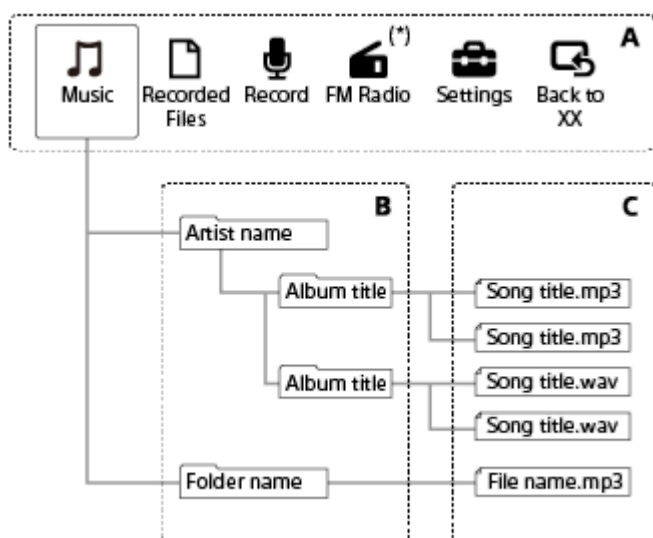 (*)
A
Music
Recorded
Files
Record
FM Radio
Settings
Back to
XX
B
C
Artist name
Album title
Song title.mp3
Song title.mp3
Album title
Song title.wav
Song title.wav
Folder name
File name.mp3